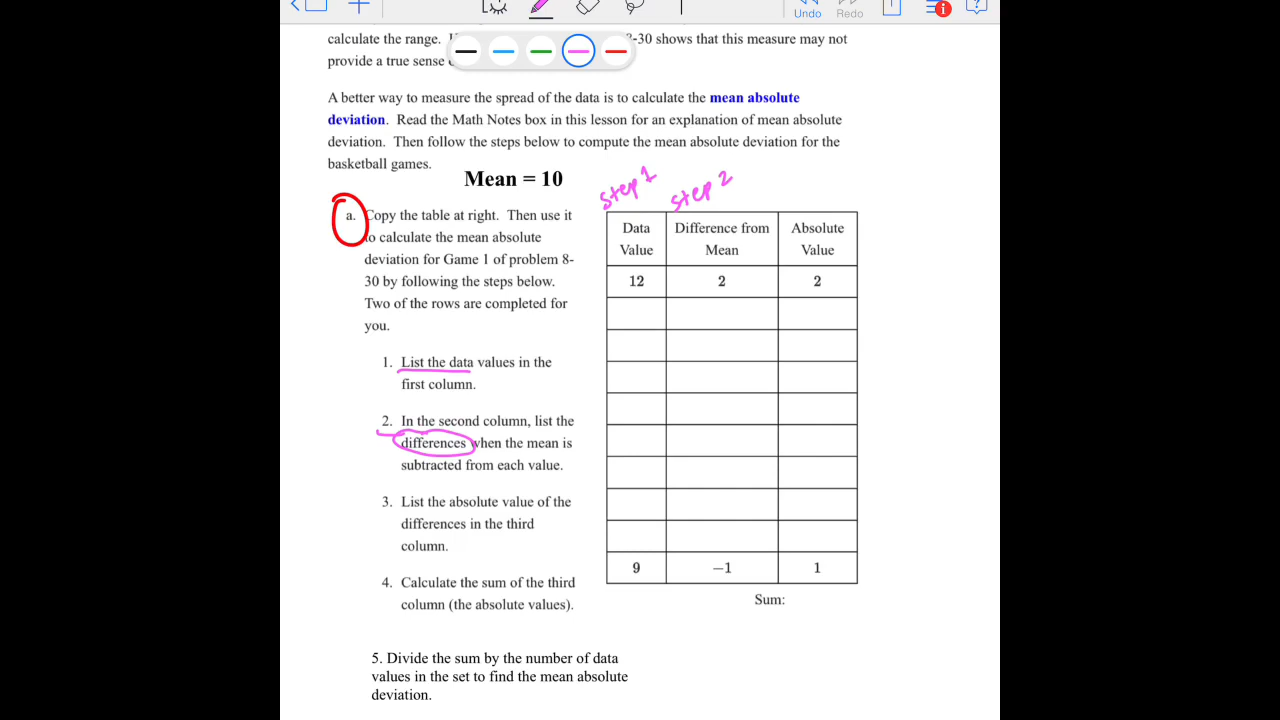 Undo Redo
calculate the range. 8-30 shows that this measure may not
provide a true sense
A better way to measure the spread of the data is to calculate the mean absolute
deviation. Read the Math Notes box in this lesson for an explanation of mean absolute
deviation. Then follow the steps below to compute the mean absolute deviation for the
basketball games.
Mean = 10
step 1 step 2
a. Copy the table at right. Then use it
to calculate the mean absolute
deviation for Game 1 of problem 8-
30 by following the steps below.
Two of the rows are completed for
you.
1. List the data values in the
first column.
2. In the second column, list the
differences when the mean is
subtracted from each value.
3. List the absolute value of the
differences in the third
column.
4. Calculate the sum of the third
column (the absolute values).
5. Divide the sum by the number of data
values in the set to find the mean absolute
deviation.
Data Difference from Absolute
Value Mean Value
12 2 2
9 −1 1
Sum: